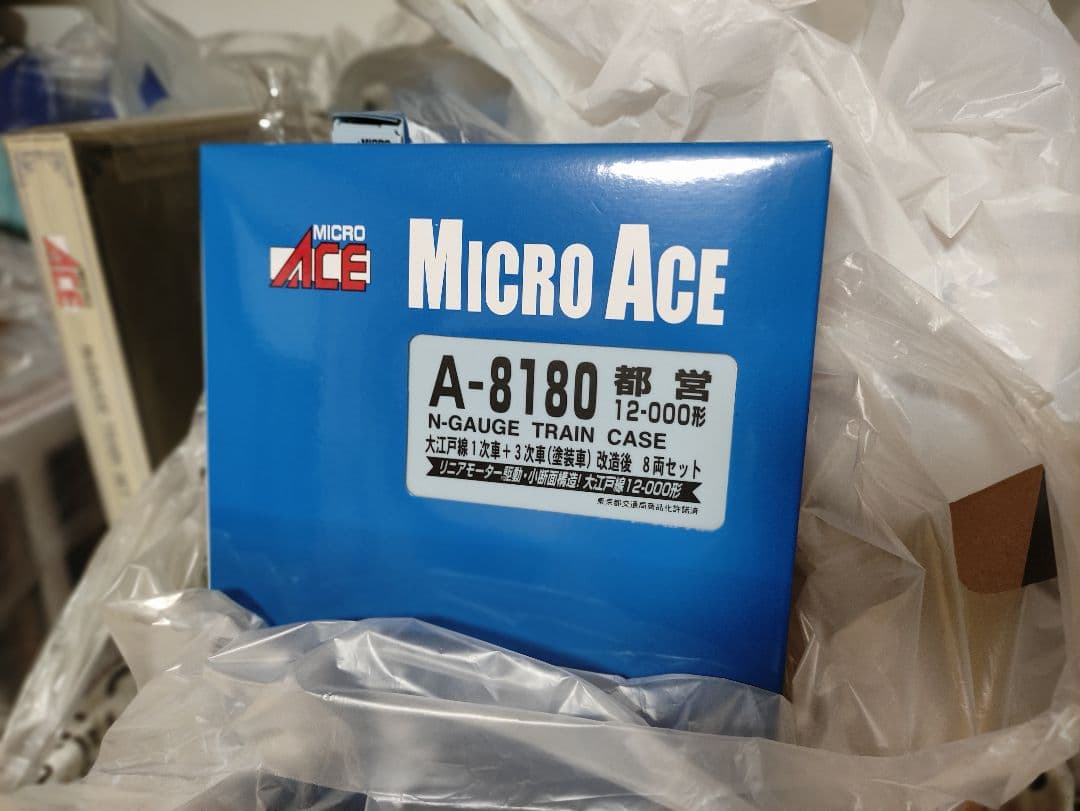 MICRO
MICRO
ACE
MICRO ACE
A-8180 都営
12-000形
N-GAUGE TRAIN CASE
大江戸線1次車+3次車(塗装車) 改造後 8両セット
リニアモーター駆動・小断面構造!大江戸線12-000形
東京都交通局商品化許諾済
ACE